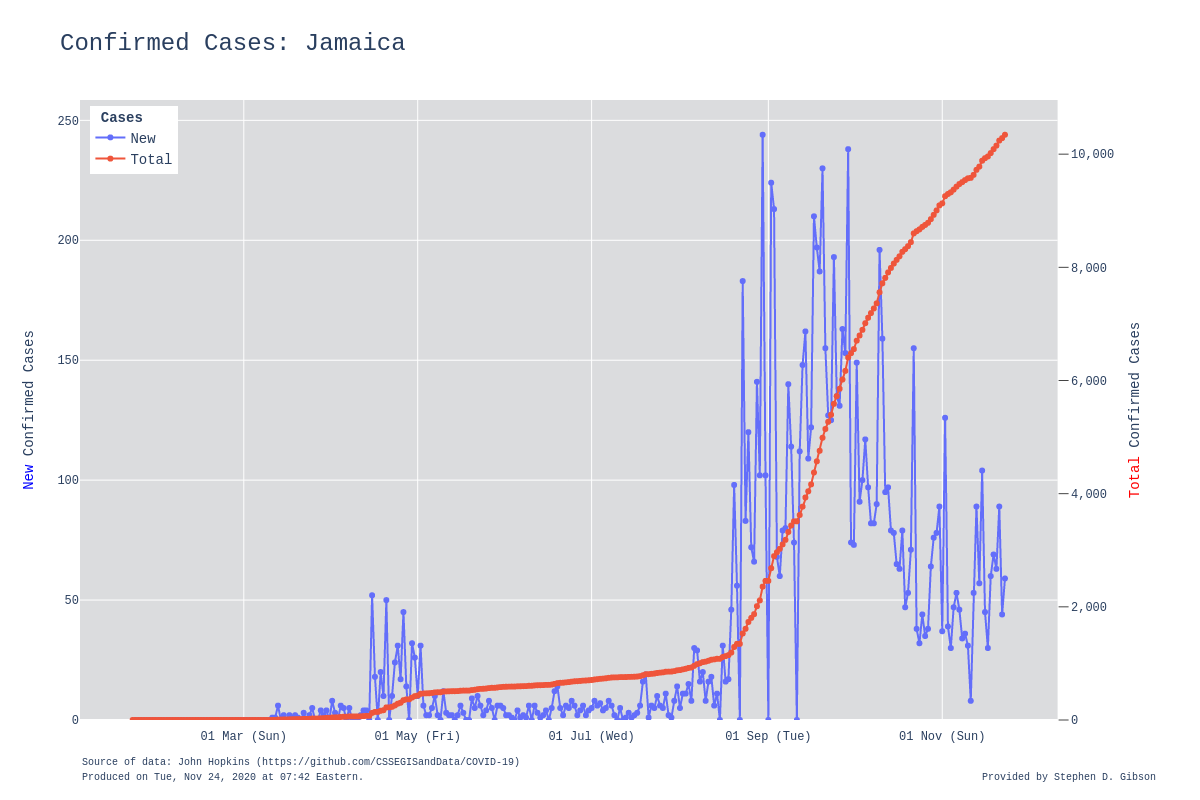 Confirmed Cases: Jamaica
Cases
New
Total
250
200
150
100
50
0
10,000
8,000
6,000
4,000
2,000
0
New Confirmed Cases
Total Confirmed Cases
01 Mar (Sun)
01 May (Fri)
01 Jul (Wed)
01 Sep (Tue)
01 Nov (Sun)
Source of data: John Hopkins (https://github.com/CSSEGISandData/COVID-19)
Produced on Tue, Nov 24, 2020 at 07:42 Eastern.
Provided by Stephen D. Gibson